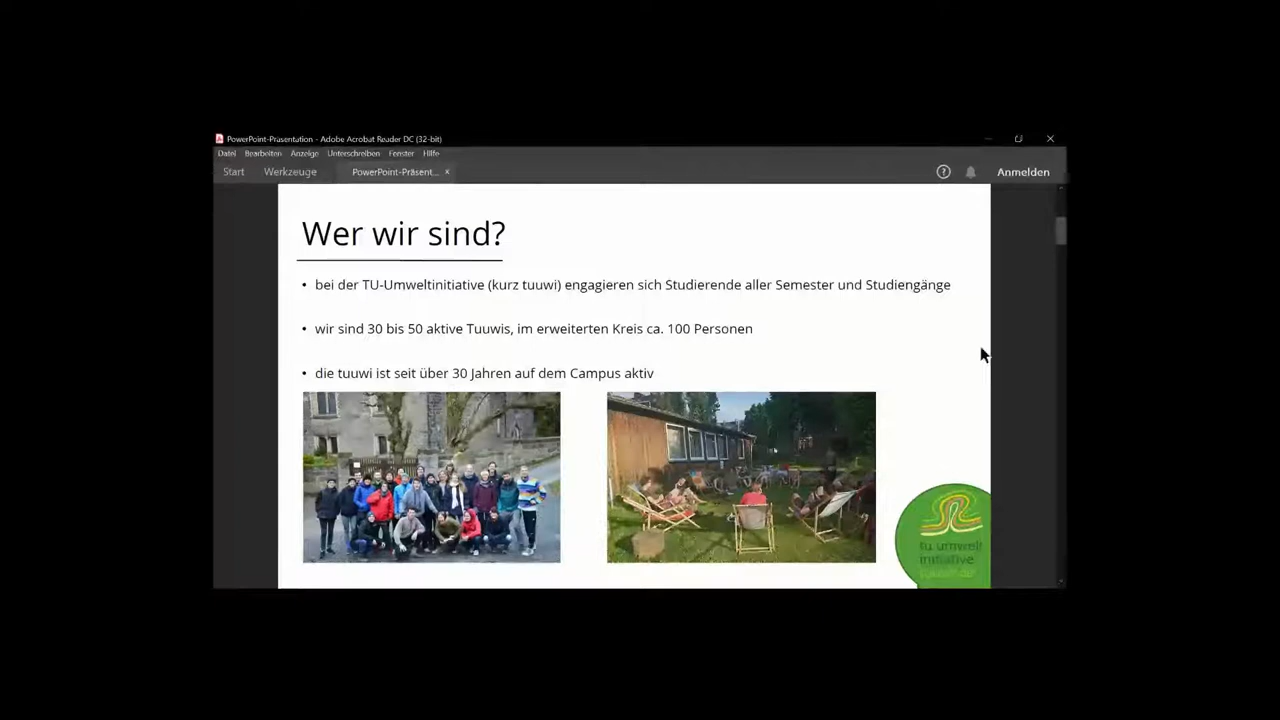 PowerPoint-Präsentation - Adobe Acrobat Reader DC (32-bit)
Datei Bearbeiten Anzeige Unterschreiben Fenster Hilfe
Start Werkzeuge PowerPoint-Präsent... × Anmelden
Wer wir sind?
• bei der TU-Umweltinitiative (kurz tuuwi) engagieren sich Studierende aller Semester und Studiengänge
• wir sind 30 bis 50 aktive Tuuwis, im erweiterten Kreis ca. 100 Personen
• die tuuwi ist seit über 30 Jahren auf dem Campus aktiv
tu umwelt
initiative